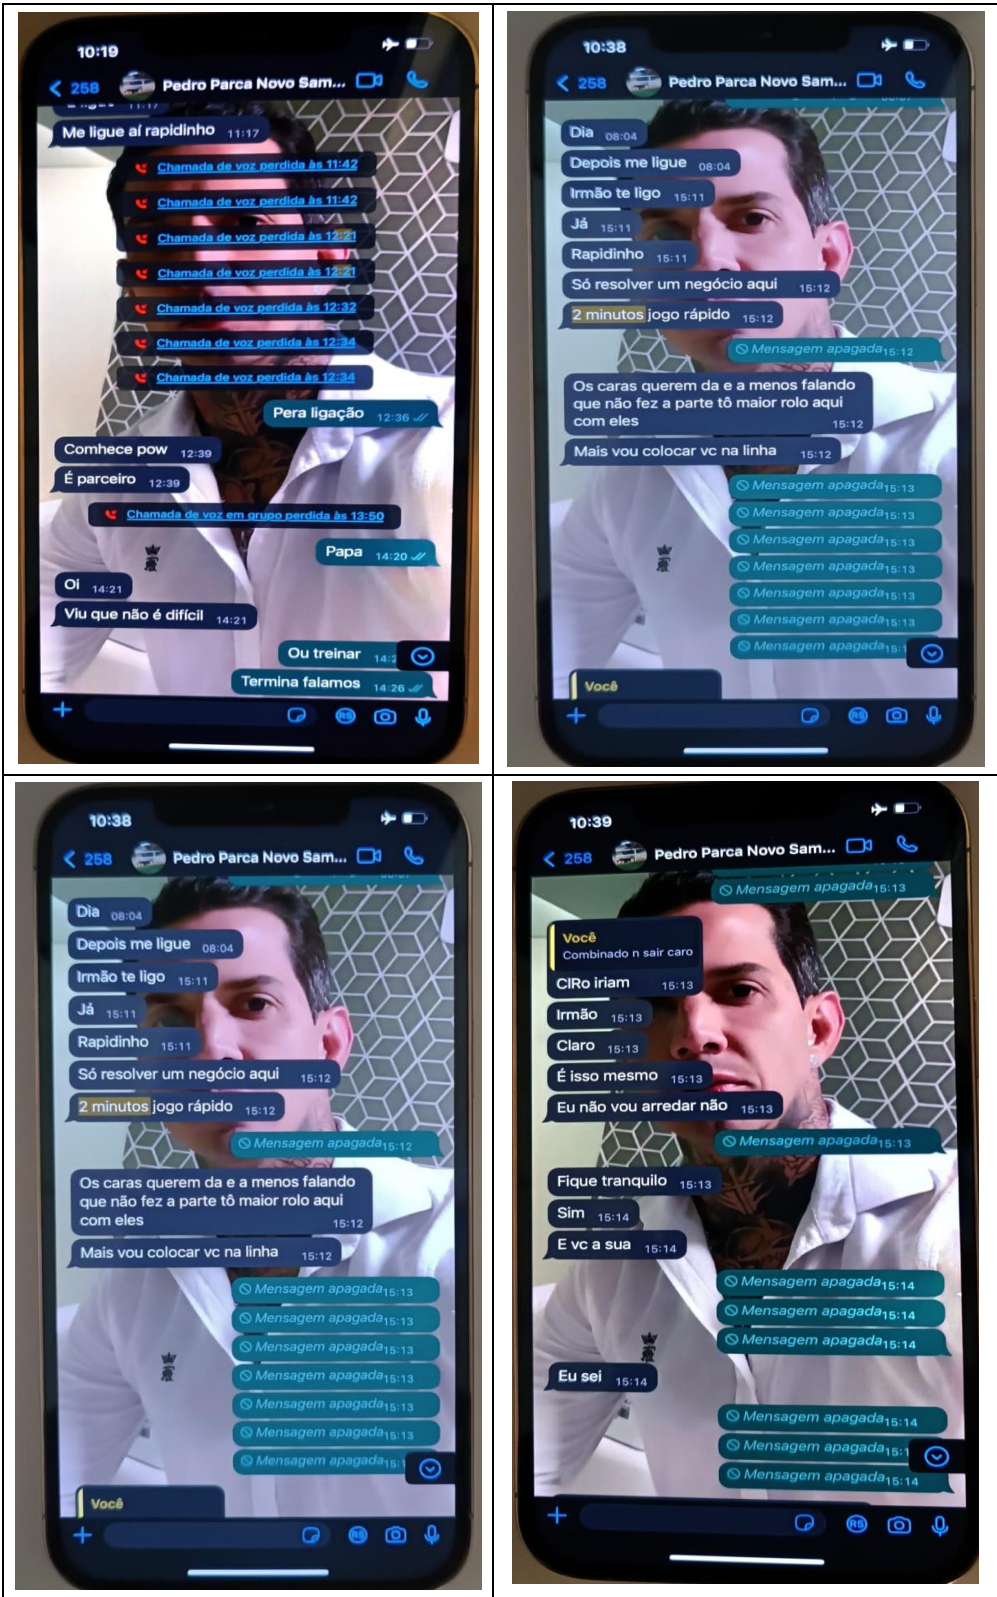 10:19
258 Pedro Parca Novo Sam...
Me ligue aí rapidinho 11:17
Chamada de voz perdida às 11:42
Chamada de voz perdida às 11:42
Chamada de voz perdida às 12:21
Chamada de voz perdida às 12:21
Chamada de voz perdida às 12:32
Chamada de voz perdida às 12:34
Chamada de voz perdida às 12:34
Pera ligação 12:36
Comhece pow 12:39
É parceiro 12:39
Chamada de voz em grupo perdida às 13:50
Papa 14:20
Oi 14:21
Viu que não é difícil 14:21
Ou treinar 14:2
Termina falamos 14:26
10:38
258 Pedro Parca Novo Sam...
Dia 08:04
Depois me ligue 08:04
Irmão te ligo 15:11
Já 15:11
Rapidinho 15:11
Só resolver um negócio aqui 15:12
2 minutos jogo rápido 15:12
Mensagem apagada 15:12
Os caras querem da e a menos falando
que não fez a parte tô maior rolo aqui
com eles 15:12
Mais vou colocar vc na linha 15:12
Mensagem apagada 15:13
Mensagem apagada 15:13
Mensagem apagada 15:13
Mensagem apagada 15:13
Mensagem apagada 15:13
Mensagem apagada 15:13
Mensagem apagada 15:1
Você
10:38
258 Pedro Parca Novo Sam...
Dia 08:04
Depois me ligue 08:04
Irmão te ligo 15:11
Já 15:11
Rapidinho 15:11
Só resolver um negócio aqui 15:12
2 minutos jogo rápido 15:12
Mensagem apagada 15:12
Os caras querem da e a menos falando
que não fez a parte tô maior rolo aqui
com eles 15:12
Mais vou colocar vc na linha 15:12
Mensagem apagada 15:13
Mensagem apagada 15:13
Mensagem apagada 15:13
Mensagem apagada 15:13
Mensagem apagada 15:13
Mensagem apagada 15:13
Mensagem apagada 15:1
Você
10:39
258 Pedro Parca Novo Sam...
Mensagem apagada 15:13
Você
Combinado n sair caro
ClRo iriam 15:13
Irmão 15:13
Claro 15:13
É isso mesmo 15:13
Eu não vou arredar não 15:13
Mensagem apagada 15:13
Fique tranquilo 15:13
Sim 15:14
E vc a sua 15:14
Mensagem apagada 15:14
Mensagem apagada 15:14
Mensagem apagada 15:14
Eu sei 15:14
Mensagem apagada 15:14
Mensagem apagada 15:1
Mensagem apagada 15:14